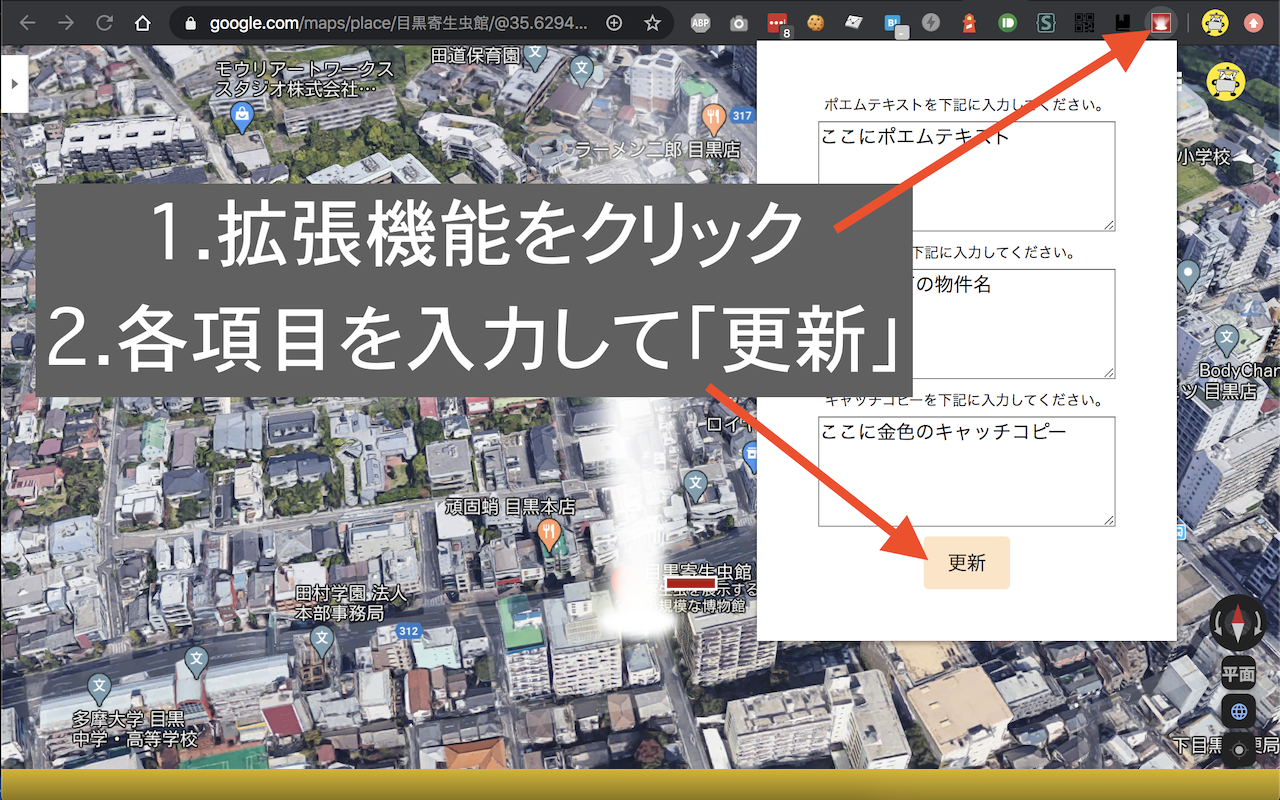 google.com/maps/place/目黒寄生虫館/@35.6294...
ABP
8
田道保育園
文
文
モウリアートワークス
スタジオ株式会社…
317
ラーメン二郎 目黒店
小学校
ポエムテキストを下記に入力してください。
ここにポエムテキスト
1.拡張機能をクリック
2.各項目を入力して「更新」
下記に入力してください。
の物件名
文
BodyChar
ツ 目黒店
キャッチコピーを下記に入力してください。
ここに金色のキャッチコピー
ロイ
文
頑固蛸 目黒本店
更新
目黒寄生虫館
を展示する
規模な博物館
田村学園 法人
本部事務局
312
文
文
文
多摩大学 目黒
中学・高等学校
平面
下目黒
便局